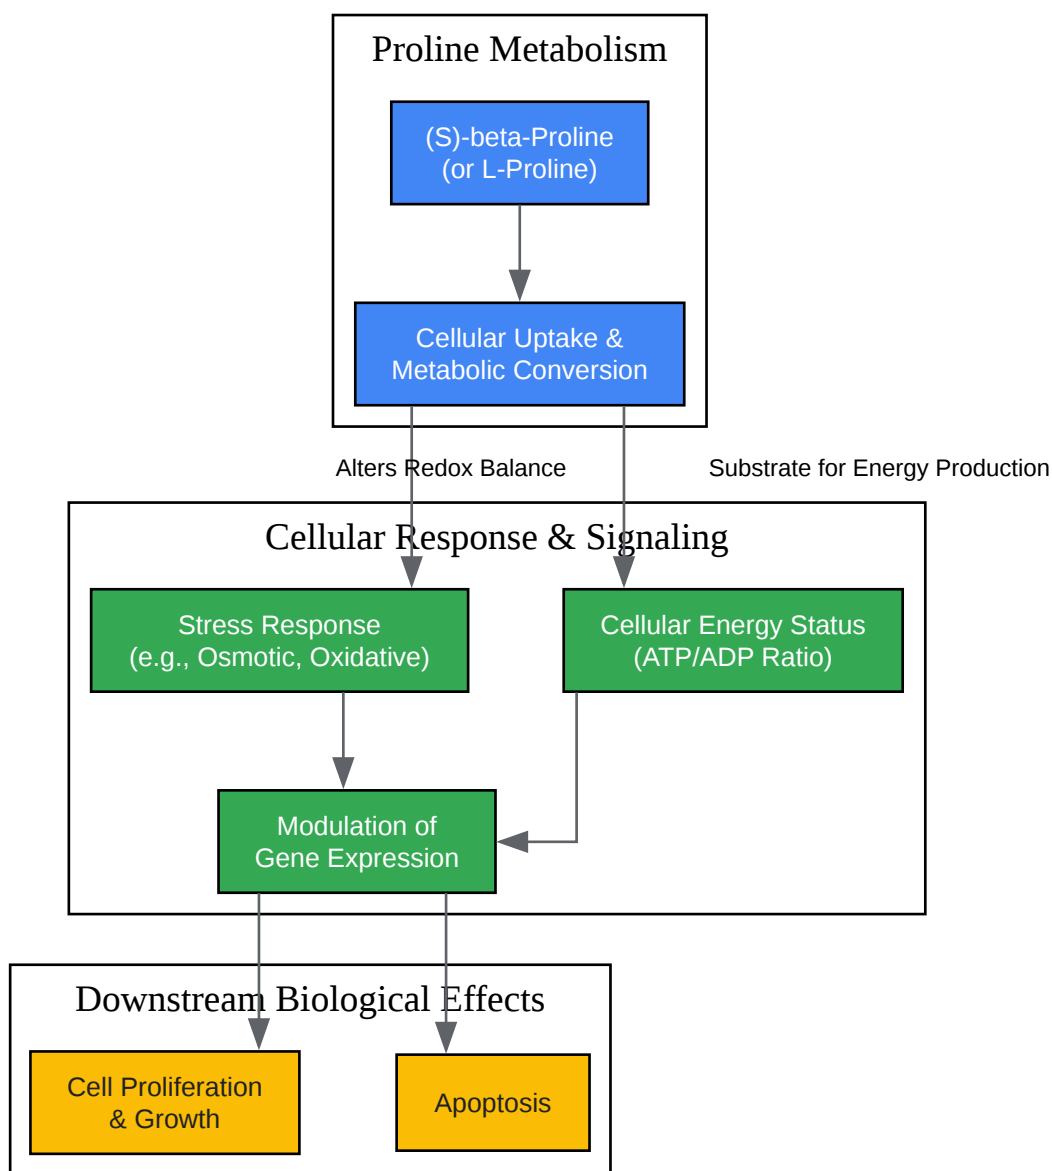 Proline Metabolism
(S)-beta-Proline
(or L-Proline)
Cellular Uptake &
Metabolic Conversion
Alters Redox Balance
Substrate for Energy Production
Cellular Response & Signaling
Stress Response
(e.g., Osmotic, Oxidative)
Cellular Energy Status
(ATP/ADP Ratio)
Modulation of
Gene Expression
Downstream Biological Effects
Cell Proliferation
& Growth
Apoptosis